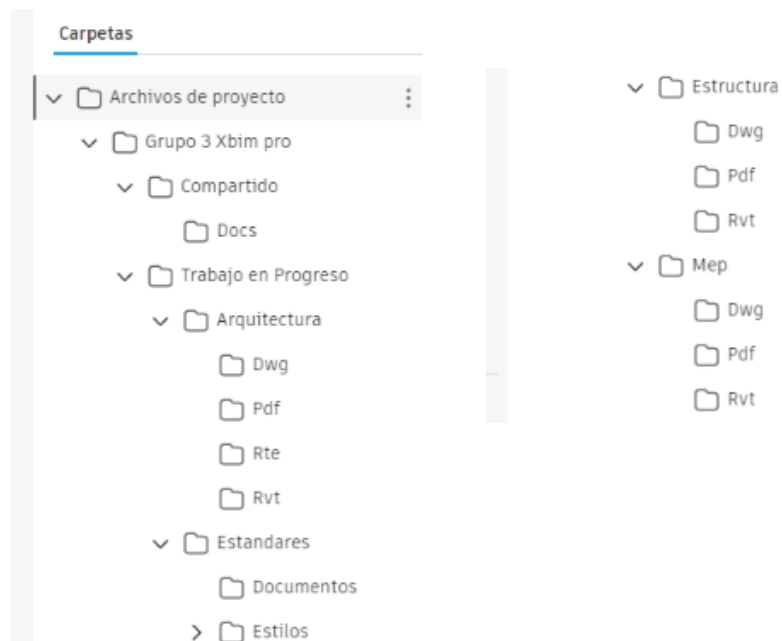 Carpetas
Archivos de proyecto
Grupo 3 Xbim pro
Compartido
Docs
Trabajo en Progreso
Arquitectura
Dwg
Pdf
Rte
Rvt
Estandares
Documentos
Estilos
Estructura
Dwg
Pdf
Rvt
Mep
Dwg
Pdf
Rvt